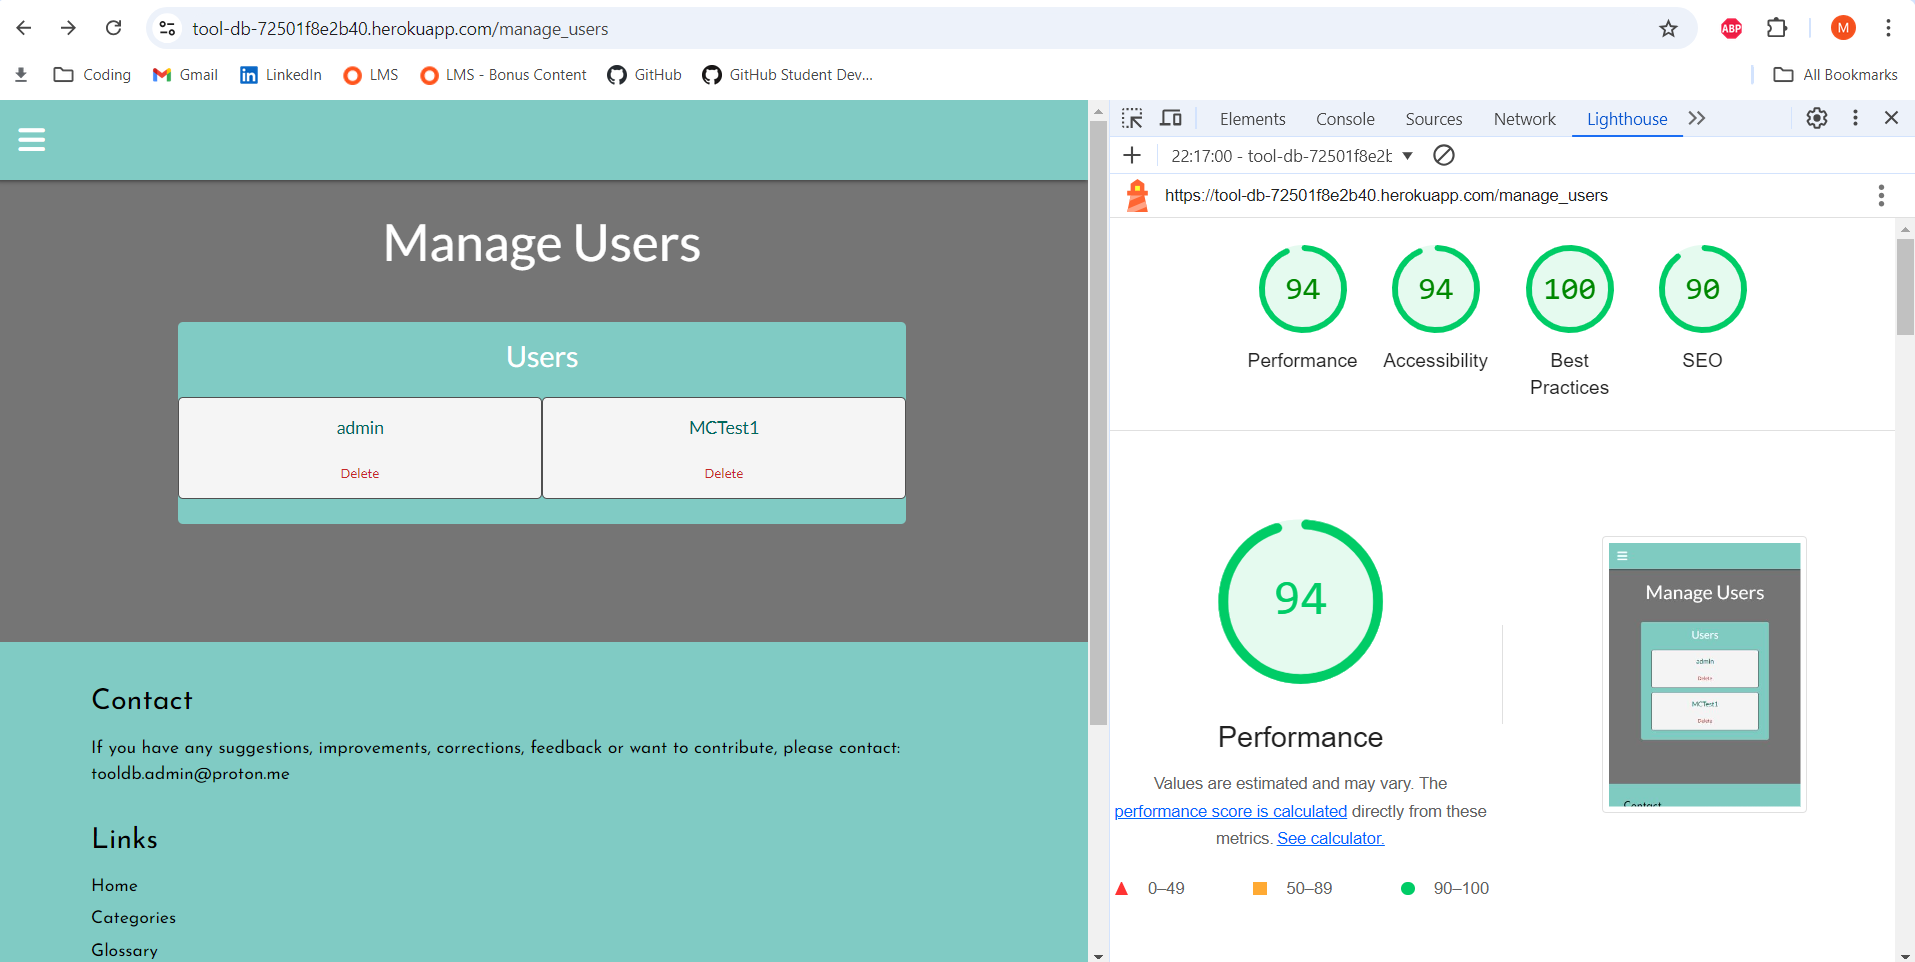 tool-db-72501f8e2b40.herokuapp.com/manage_users
ABP
M
Coding
Gmail
LinkedIn
LMS
LMS - Bonus Content
GitHub
GitHub Student Dev...
All Bookmarks
Manage Users
Users
admin
MCTest1
Delete
Delete
Contact
If you have any suggestions, improvements, corrections, feedback or want to contribute, please contact:
tooldb.admin@proton.me
Links
Home
Categories
Glossary
Elements
Console
Sources
Network
Lighthouse
22:17:00 - tool-db-72501f8e2b
https://tool-db-72501f8e2b40.herokuapp.com/manage_users
94
94
100
90
Performance
Accessibility
Best
Practices
SEO
94
Performance
Values are estimated and may vary. The
performance score is calculated directly from these
metrics. See calculator.
0–49
50–89
90–100
Manage Users
Users
admin
Delete
MCTest1
Delete
Contact